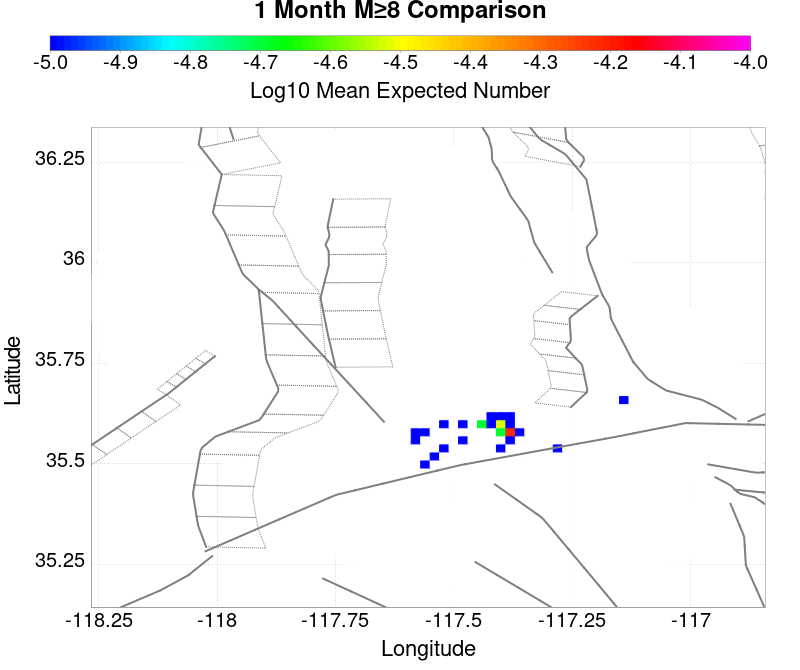 1 Month M≥8 Comparison
-5.0 -4.9 -4.8 -4.7 -4.6 -4.5 -4.4 -4.3 -4.2 -4.1 -4.0
Log10 Mean Expected Number
36.25
36
35.75
35.5
35.25
Latitude
-118.25 -118 -117.75 -117.5 -117.25 -117
Longitude